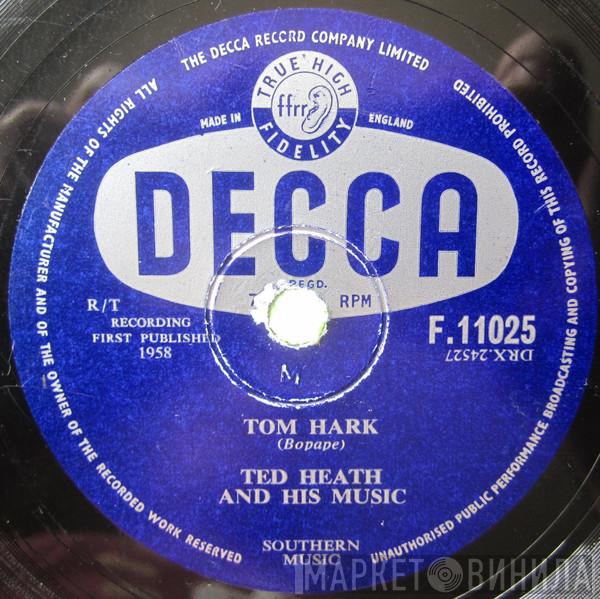 THE DECCA RECORD COMPANY LIMITED
ALL RIGHTS OF THE MANUFACTURER AND OF THE OWNER OF THE RECORDED WORK RESERVED
UNAUTHORISED PUBLIC PERFORMANCE BROADCASTING AND COPYING OF THIS RECORD PROHIBITED
TRUE HIGH
ffrr
FIDELITY
MADE IN
ENGLAND
DECCA
REGD.
RPM
R/T
RECORDING
FIRST PUBLISHED
1958
F.11025
DRX.24527
M
TOM HARK
(Bopape)
TED HEATH
AND HIS MUSIC
SOUTHERN
MUSIC
МАРКЕТ ВИНИЛА